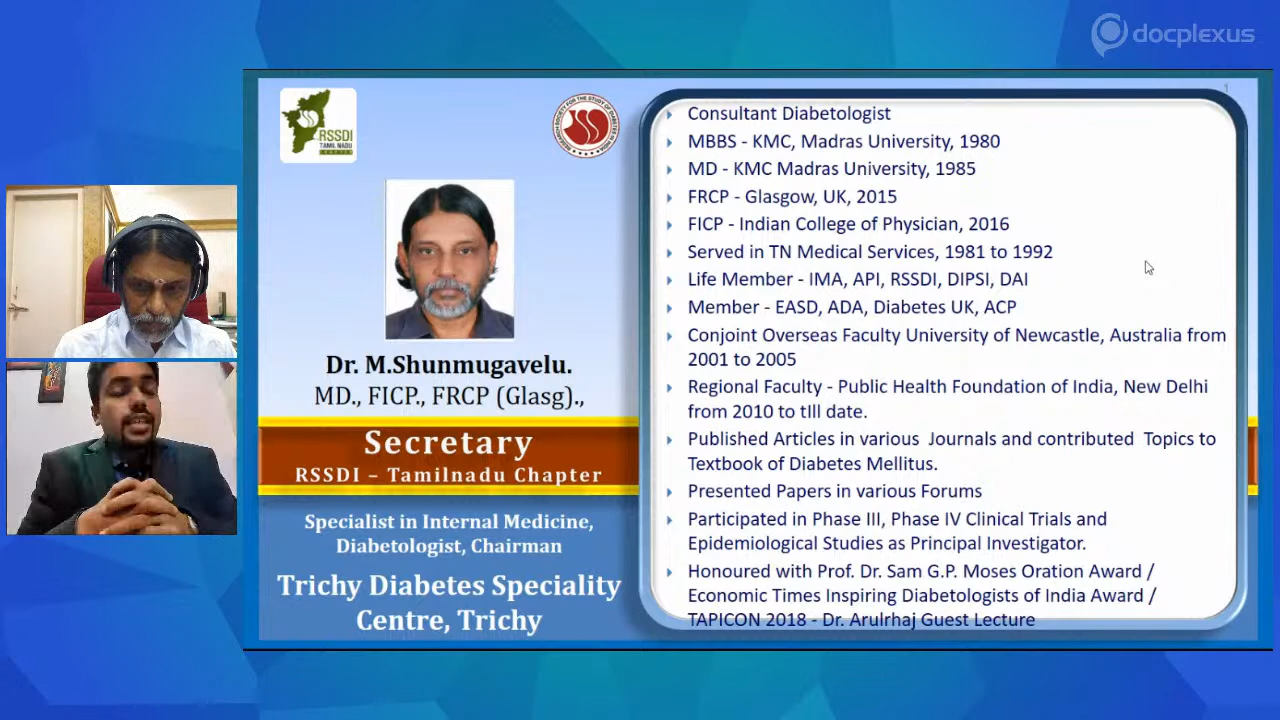 docplexus
RSSDI
TAMIL NADU
CHAPTER
1
Dr. M.Shunmugavelu.
MD., FICP., FRCP (Glasg).,
Secretary
RSSDI – Tamilnadu Chapter
Specialist in Internal Medicine,
Diabetologist, Chairman
Trichy Diabetes Speciality
Centre, Trichy
Consultant Diabetologist
MBBS - KMC, Madras University, 1980
MD - KMC Madras University, 1985
FRCP - Glasgow, UK, 2015
FICP - Indian College of Physician, 2016
Served in TN Medical Services, 1981 to 1992
Life Member - IMA, API, RSSDI, DIPSI, DAI
Member - EASD, ADA, Diabetes UK, ACP
Conjoint Overseas Faculty University of Newcastle, Australia from
2001 to 2005
Regional Faculty - Public Health Foundation of India, New Delhi
from 2010 to tIll date.
Published Articles in various Journals and contributed Topics to
Textbook of Diabetes Mellitus.
Presented Papers in various Forums
Participated in Phase III, Phase IV Clinical Trials and
Epidemiological Studies as Principal Investigator.
Honoured with Prof. Dr. Sam G.P. Moses Oration Award /
Economic Times Inspiring Diabetologists of India Award /
TAPICON 2018 - Dr. Arulrhaj Guest Lecture